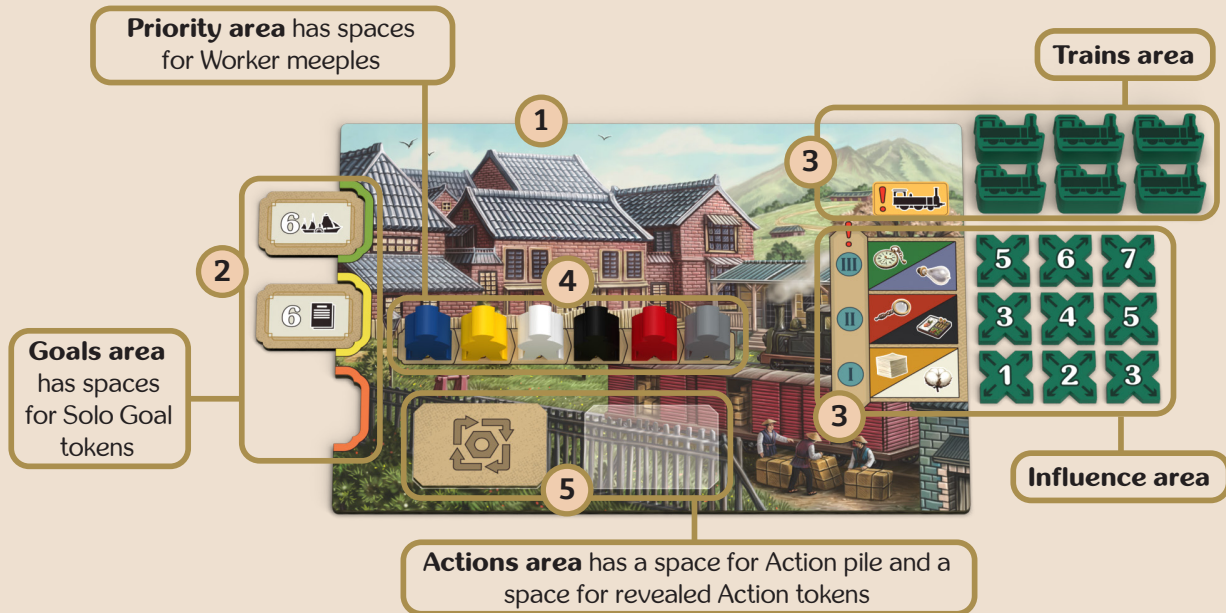 Priority area has spaces
for Worker meeples
Trains area
1
3
!
6
2
!
III
5 6 7
4
6
II
3 4 5
Goals area
has spaces
for Solo Goal
tokens
I
1 2 3
3
5
Influence area
Actions area has a space for Action pile and a
space for revealed Action tokens